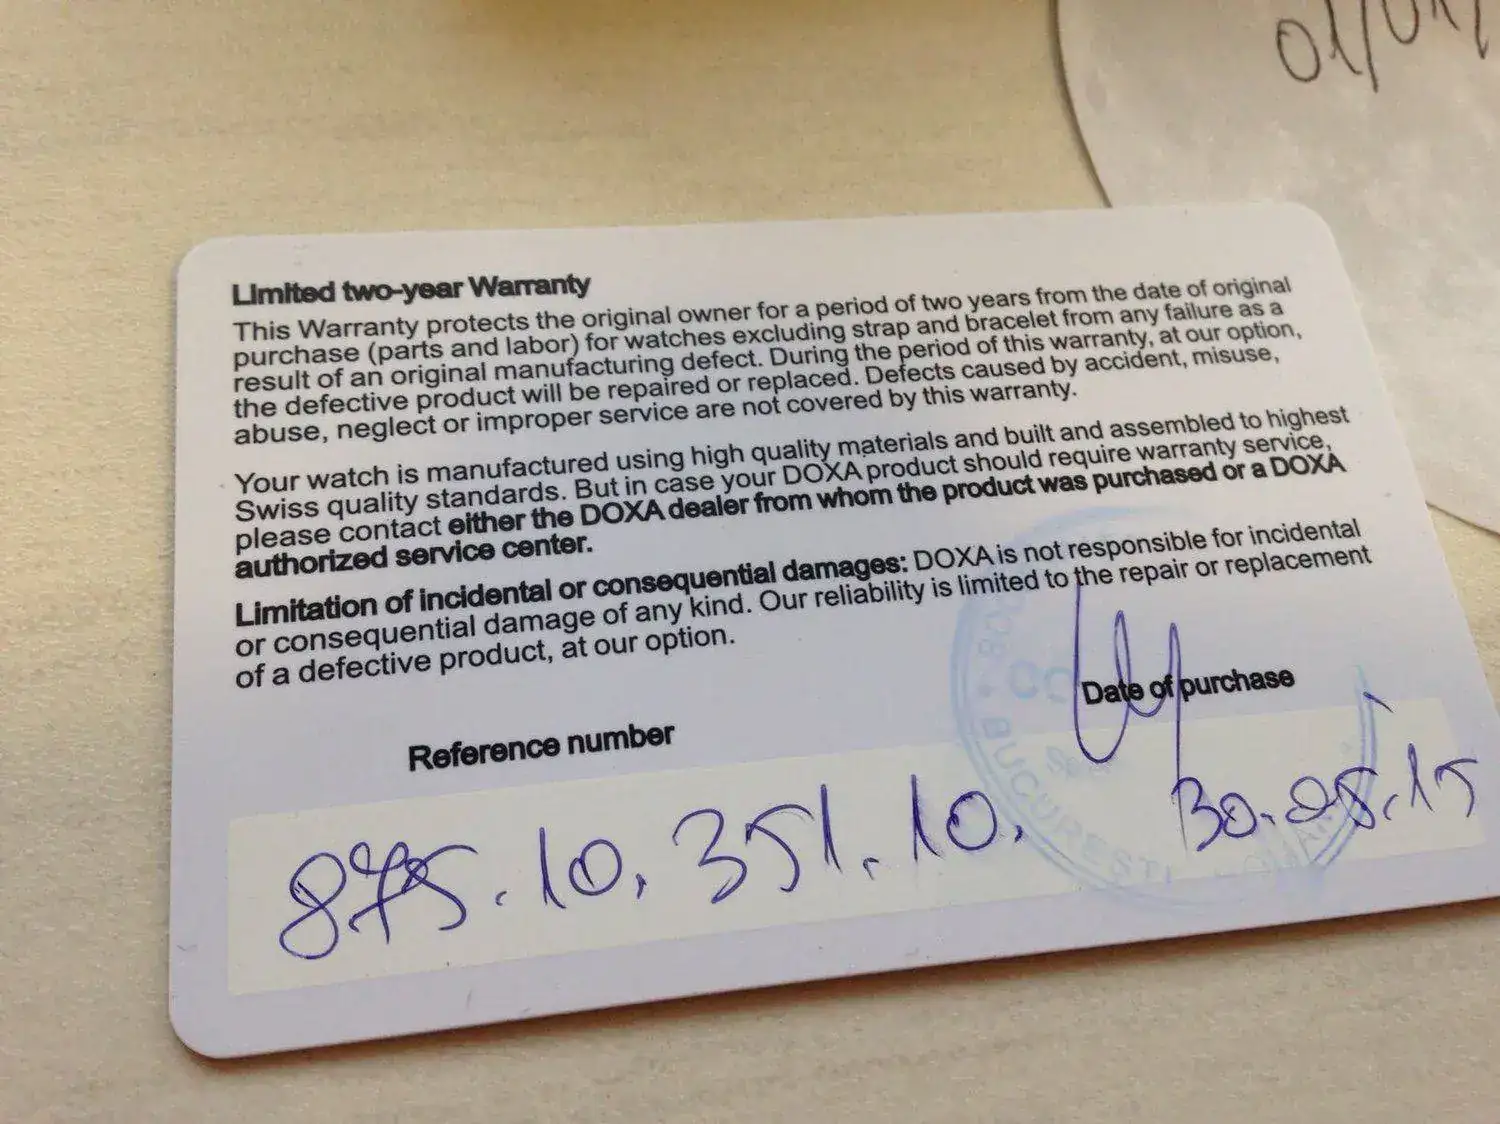 01/01/
Limited two-year Warranty
This Warranty protects the original owner for a period of two years from the date of original
purchase (parts and labor) for watches excluding strap and bracelet from any failure as a
result of an original manufacturing defect. During the period of this warranty, at our option,
the defective product will be repaired or replaced. Defects caused by accident, misuse,
abuse, neglect or improper service are not covered by this warranty.
Your watch is manufactured using high quality materials and built and assembled to highest
Swiss quality standards. But in case your DOXA product should require warranty service,
please contact either the DOXA dealer from whom the product was purchased or a DOXA
authorized service center.
Limitation of incidental or consequential damages: DOXA is not responsible for incidental
or consequential damage of any kind. Our reliability is limited to the repair or replacement
of a defective product, at our option.
Date of purchase
Reference number
875.10.351.10.
30.05.15
BUCURESTI